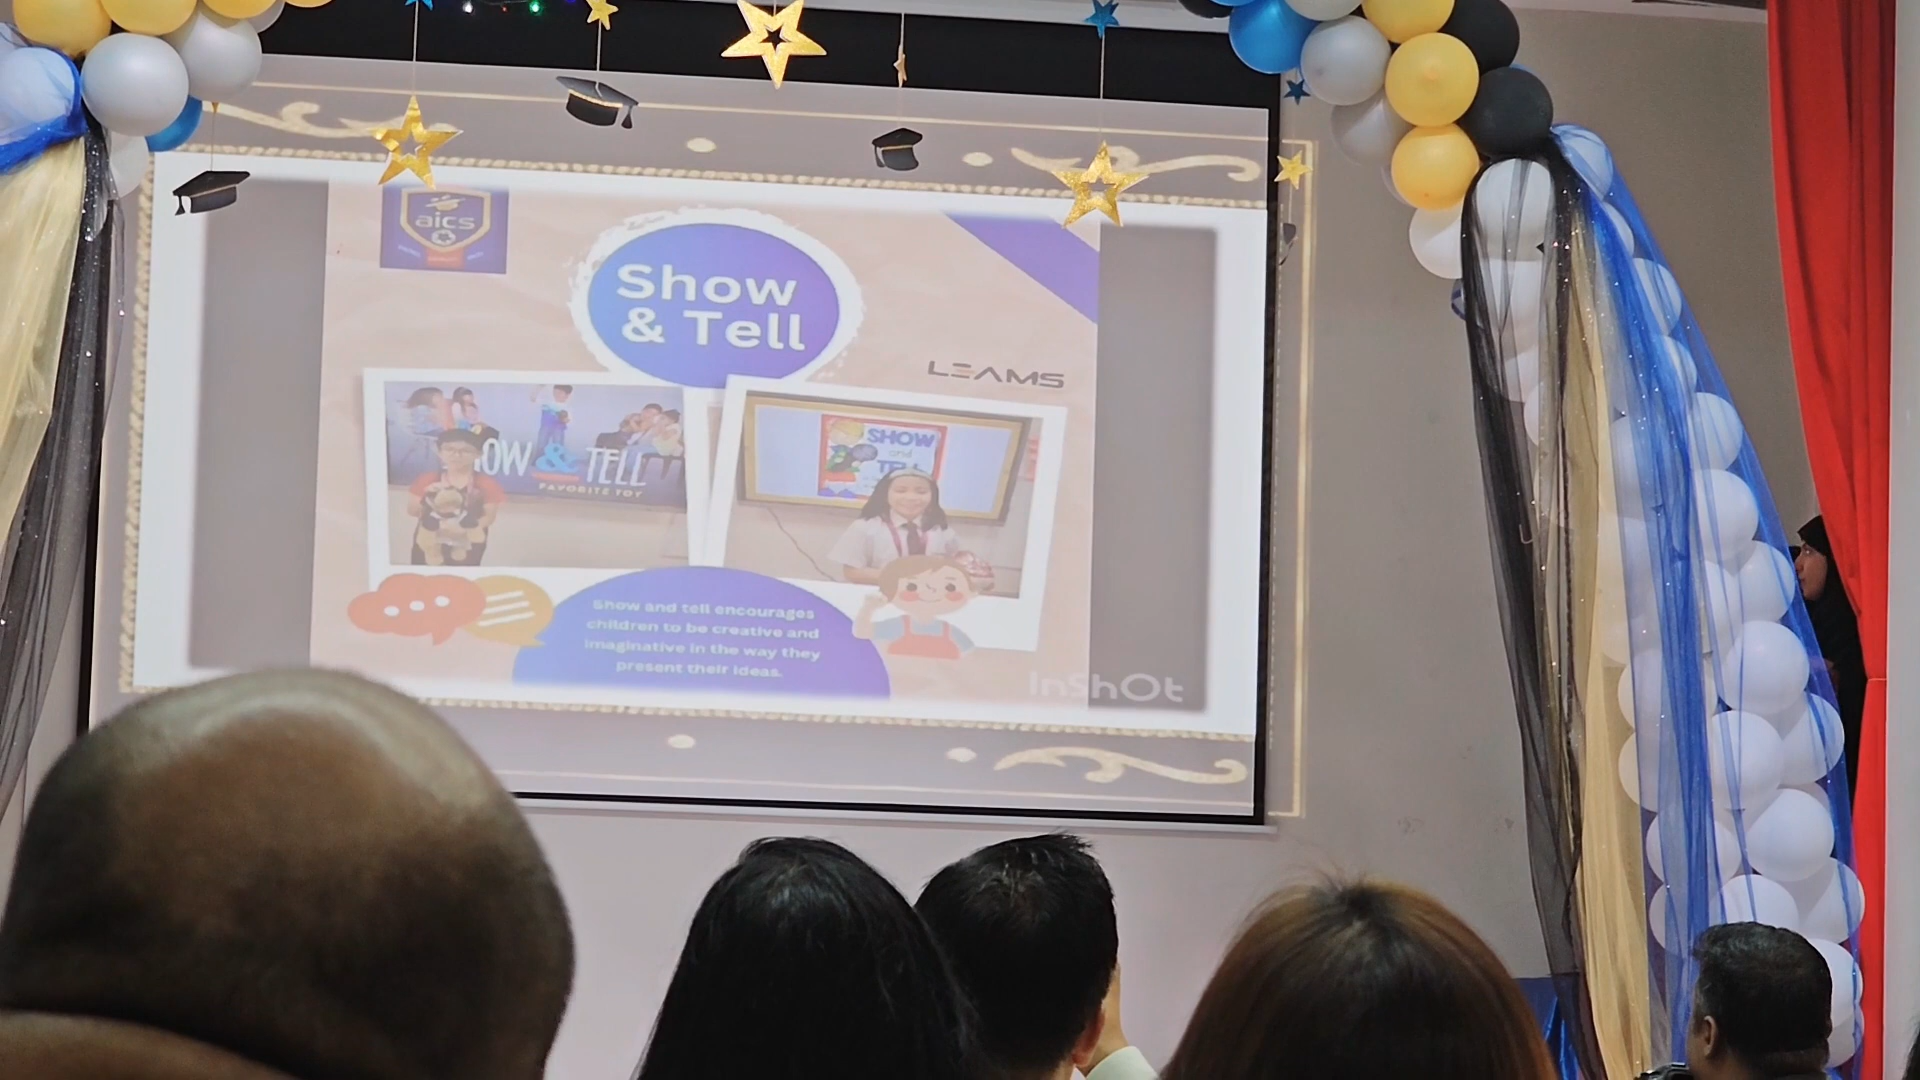 aics
Show
& Tell
LEAMS
OW & TELL
FAVORITE TOY
SHOW
and
Show and tell encourages
children to be creative and
imaginative in the way they
present their ideas.
InShOt